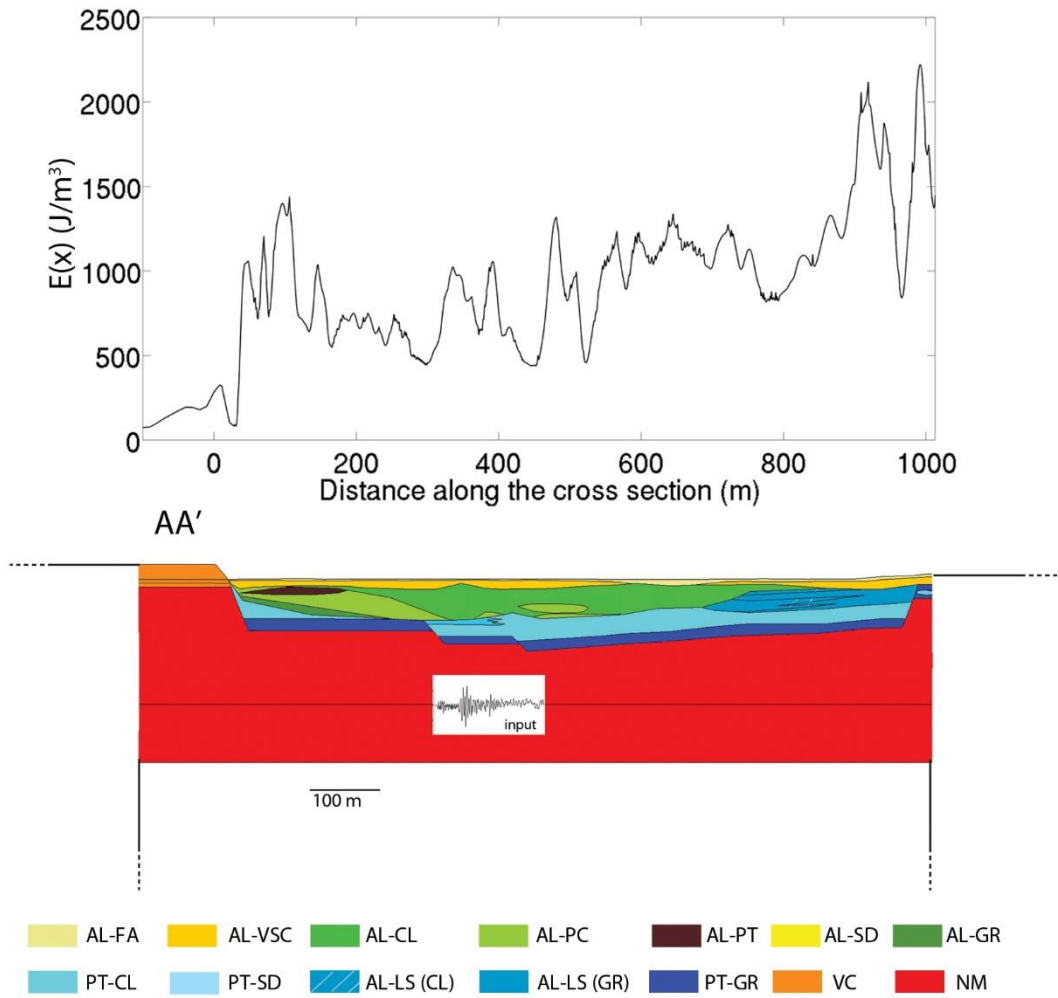 2500
2000
1500
1000
500
0
E(x) (J/m³)
0 200 400 600 800 1000
Distance along the cross section (m)
AA'
input
100 m
AL-FA AL-VSC AL-CL AL-PC AL-PT AL-SD AL-GR
PT-CL PT-SD AL-LS (CL) AL-LS (GR) PT-GR VC NM